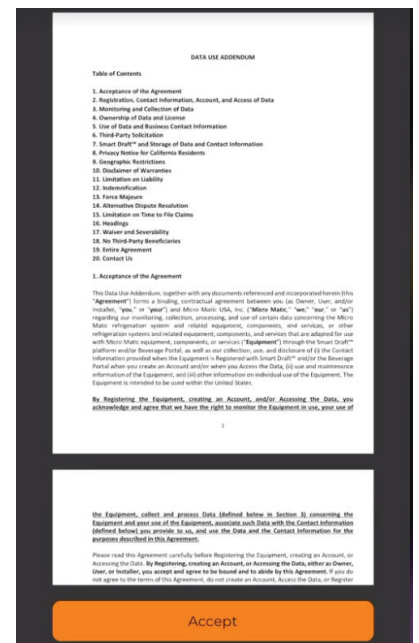 DATA USE ADDENDUM
Table of Contents
1. Acceptance of the Agreement
2. Registration, Contact Information, Account, and Access of Data
3. Monitoring and Collection of Data
4. Ownership of Data and License
5. Use of Data and Business Contact Information
6. Third-Party Solicitation
7. Smart Draft™ and Storage of Data and Contact Information
8. Privacy Notice for California Residents
9. Geographic Restrictions
10. Disclaimer of Warranties
11. Limitation on Liability
12. Indemnification
13. Force Majeure
14. Alternative Dispute Resolution
15. Limitation on Time to File Claims
16. Headings
17. Waiver and Severability
18. No Third-Party Beneficiaries
19. Entire Agreement
20. Contact Us
1. Acceptance of the Agreement
This Data Use Addendum, together with any documents referenced and incorporated herein (this
"Agreement") forms a binding, contractual agreement between you (as Owner, User, and/or
Installer, "you," or "your") and Micro Matic USA, Inc. ("Micro Matic," "we," "our," or "us")
regarding our monitoring, collection, processing, and use of certain data concerning the Micro
Matic refrigeration system and related equipment, components, and services, or other
refrigeration systems and related equipment, components, and services that are adapted for use
with Micro Matic equipment, components, or services ("Equipment") through the Smart Draft™
platform and/or Beverage Portal, as well as our collection, use, and disclosure of (i) the Contact
Information provided when the Equipment is Registered with Smart Draft™ and/or the Beverage
Portal when you create an Account and/or when you Access the Data, (ii) use and maintenance
information of the Equipment, and (iii) other information on individual use of the Equipment. The
Equipment is intended to be used within the United States.
By Registering the Equipment, creating an Account, and/or Accessing the Data, you
acknowledge and agree that we have the right to monitor the Equipment in use, your use of
1
the Equipment, collect and process Data (defined below in Section 3) concerning the
Equipment and your use of the Equipment, associate such Data with the Contact Information
(defined below) you provide to us, and use the Data and the Contact Information for the
purposes described in this Agreement.
Please read this Agreement carefully before Registering the Equipment, creating an Account, or
Accessing the Data. By Registering, creating an Account, or Accessing the Data, either as Owner,
User, or Installer, you accept and agree to be bound and to abide by this Agreement. If you do
not agree to the terms of this Agreement, do not create an Account, Access the Data, or Register
Accept